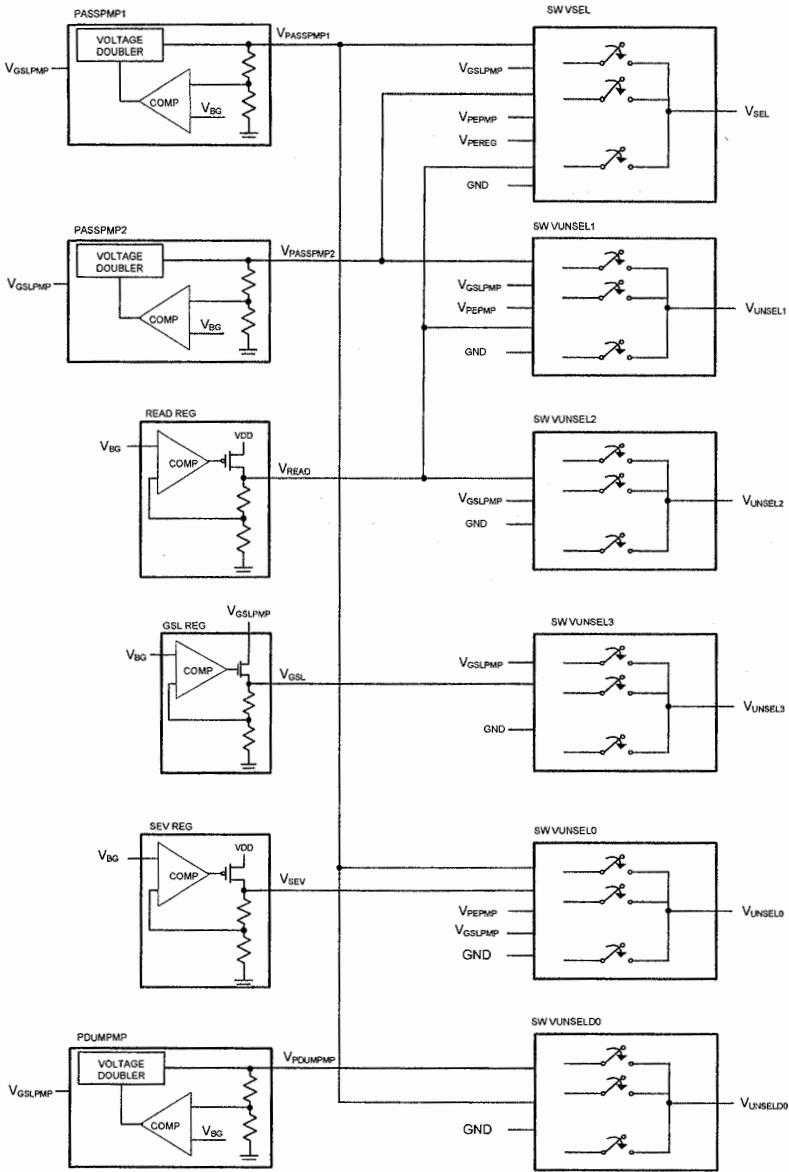 PASSPMP1
VOLTAGE
DOUBLER
VGSLPMP
COMP
VBG
VPASSPMP1
SW VSEL
VGSLPMP
VPEPMP
VPEREG
GND
VSEL
PASSPMP2
VOLTAGE
DOUBLER
VGSLPMP
COMP
VBG
VPASSPMP2
SW VUNSEL1
VGSLPMP
VPEPMP
GND
VUNSEL1
READ REG
VBG
COMP
VDD
VREAD
SW VUNSEL2
VGSLPMP
GND
VUNSEL2
GSL REG
VGSLPMP
VBG
COMP
VGSL
SW VUNSEL3
VGSLPMP
GND
VUNSEL3
SEV REG
VBG
COMP
VDD
VSEV
SW VUNSEL0
VPEPMP
VGSLPMP
GND
VUNSEL0
PDUMPMP
VOLTAGE
DOUBLER
VGSLPMP
COMP
VBG
VPDUMPMP
SW VUNSELD0
GND
VUNSELD0